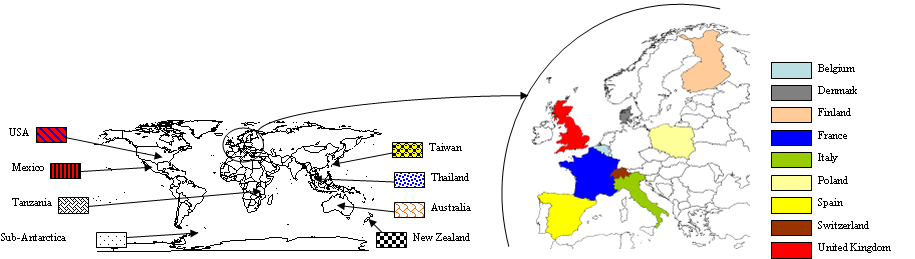 USA
Mexico
Tanzania
Sub-Antarctica
Taiwan
Thailand
Australia
New Zealand
Belgium
Denmark
Finland
France
Italy
Poland
Spain
Switzerland
United Kingdom